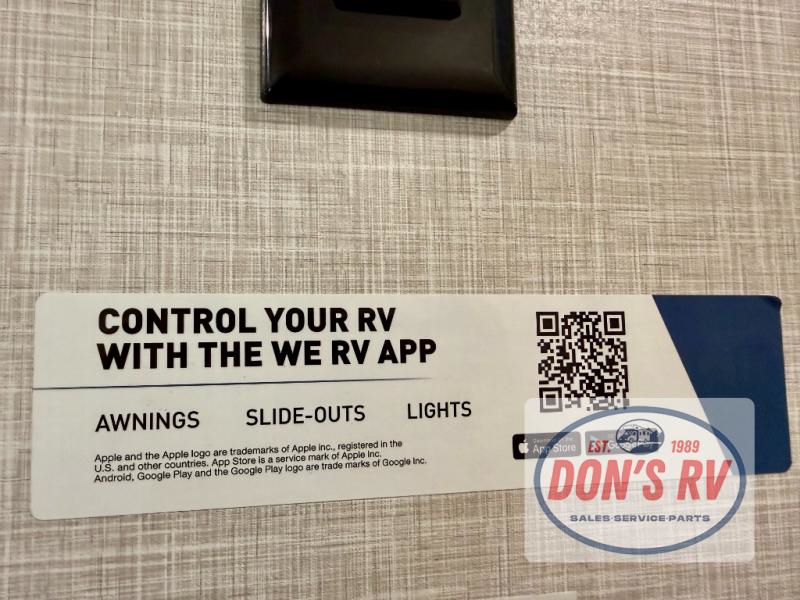 CONTROL YOUR RV
WITH THE WE RV APP
AWNINGS SLIDE-OUTS LIGHTS
Apple and the Apple logo are trademarks of Apple inc., registered in the
U.S. and other countries. App Store is a service mark of Apple Inc.
Android, Google Play and the Google Play logo are trade marks of Google Inc.
App Store
EST 1989
DON'S RV
SALES·SERVICE·PARTS